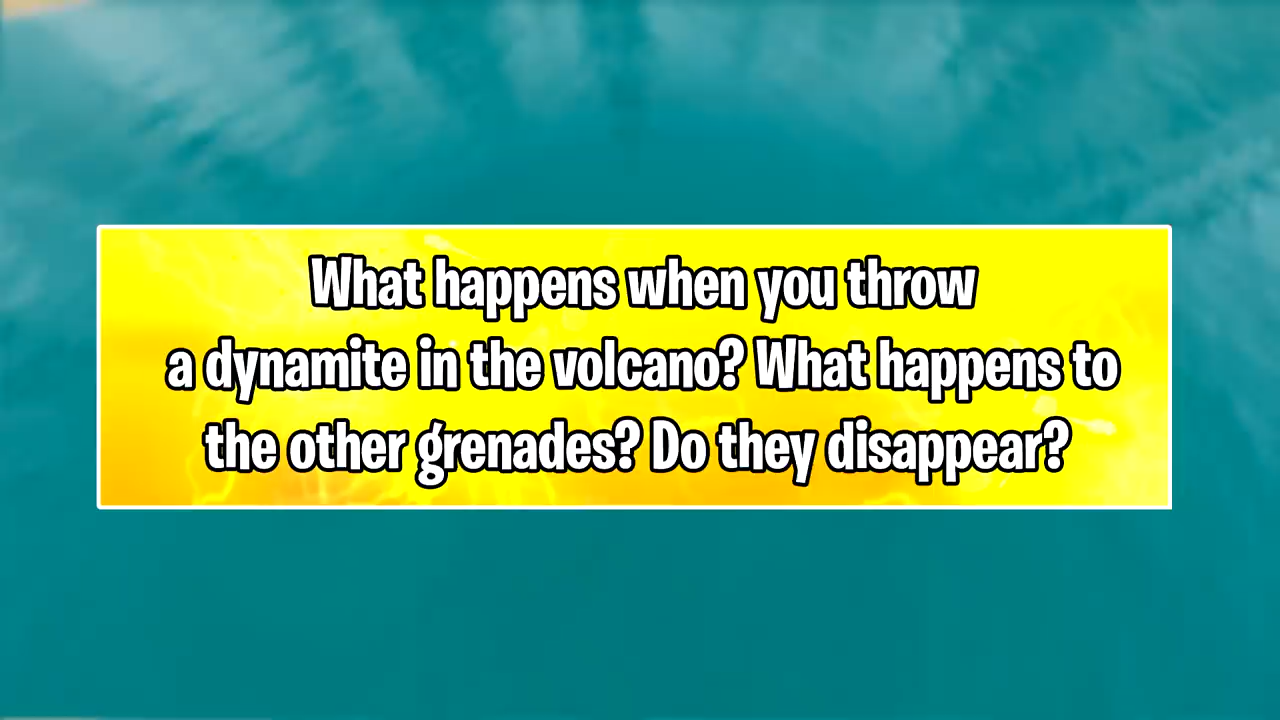 What happens when you throw
a dynamite in the volcano? What happens to
the other grenades? Do they disappear?